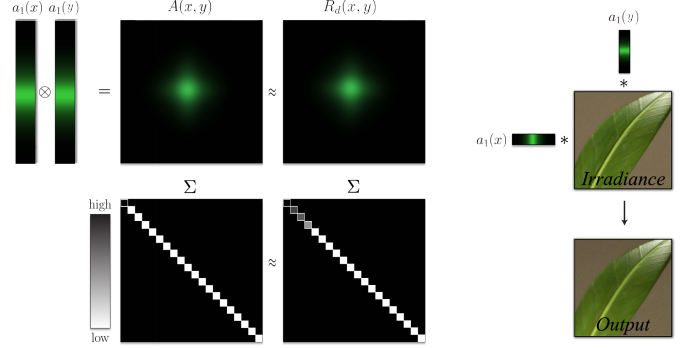 a₁(x) a₁(y) A(x, y) R_d(x, y)
⊗ = ≈
Σ Σ
high
≈
low
a₁(y)
*
a₁(x) *
Irradiance
Output